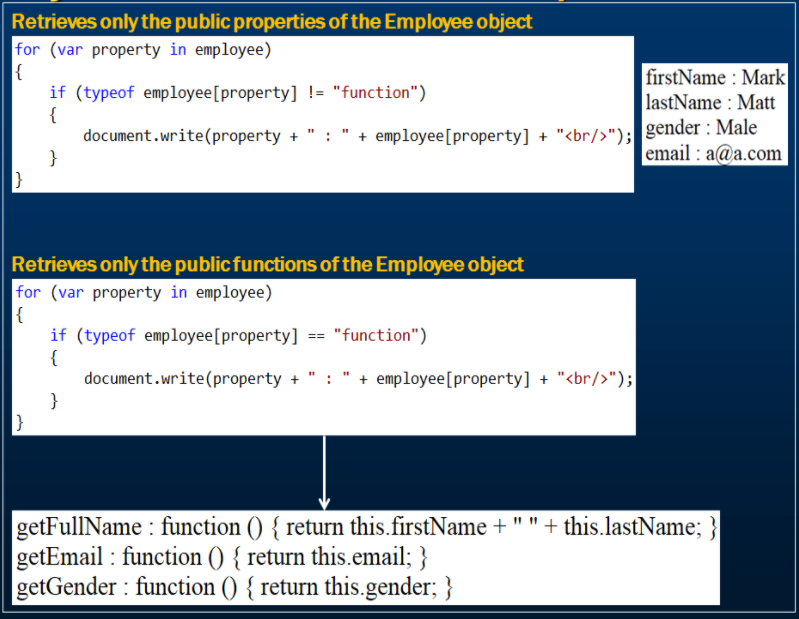 Retrieves only the public properties of the Employee object
for (var property in employee)
{
    if (typeof employee[property] != "function")
    {
        document.write(property + " : " + employee[property] + "<br/>");
    }
}
firstName : Mark
lastName : Matt
gender : Male
email : a@a.com
Retrieves only the public functions of the Employee object
for (var property in employee)
{
    if (typeof employee[property] == "function")
    {
        document.write(property + " : " + employee[property] + "<br/>");
    }
}
getFullName : function () { return this.firstName + " " + this.lastName; }
getEmail : function () { return this.email; }
getGender : function () { return this.gender; }